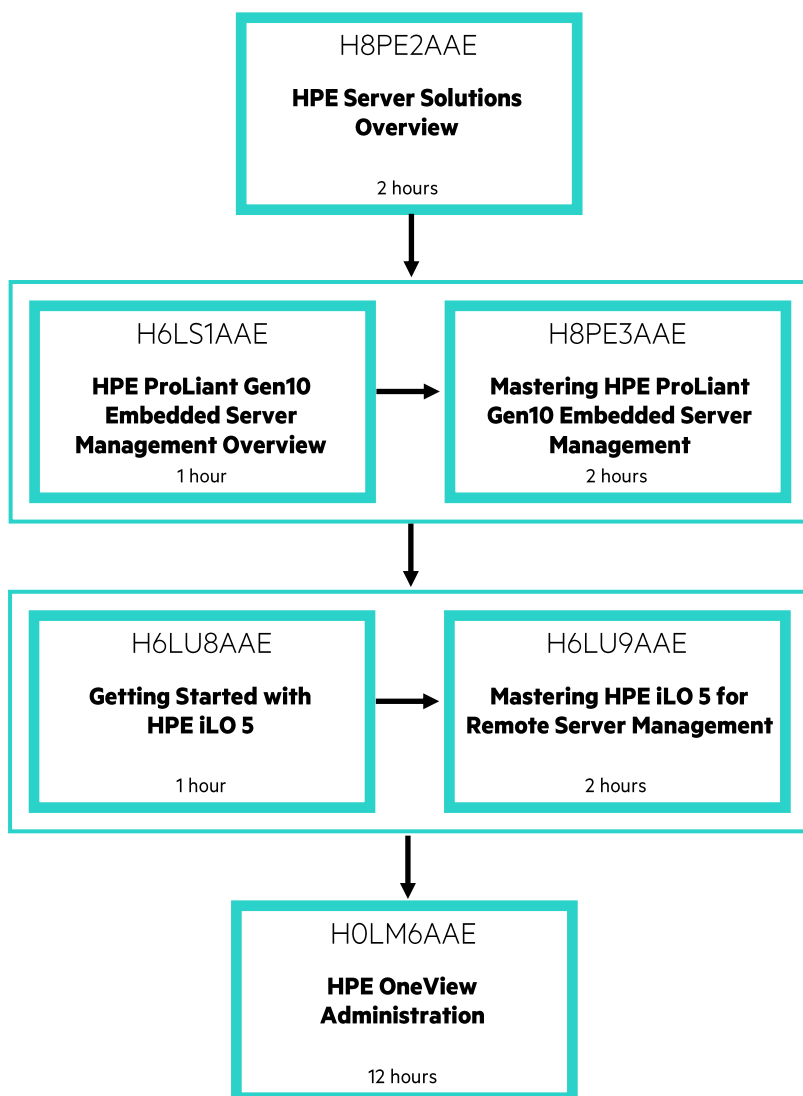 H8PE2AAE
HPE Server Solutions
Overview
2 hours
H6LS1AAE
HPE ProLiant Gen10
Embedded Server
Management Overview
1 hour
H8PE3AAE
Mastering HPE ProLiant
Gen10 Embedded Server
Management
2 hours
H6LU8AAE
Getting Started with
HPE iLO 5
1 hour
H6LU9AAE
Mastering HPE iLO 5 for
Remote Server Management
2 hours
H0LM6AAE
HPE OneView
Administration
12 hours